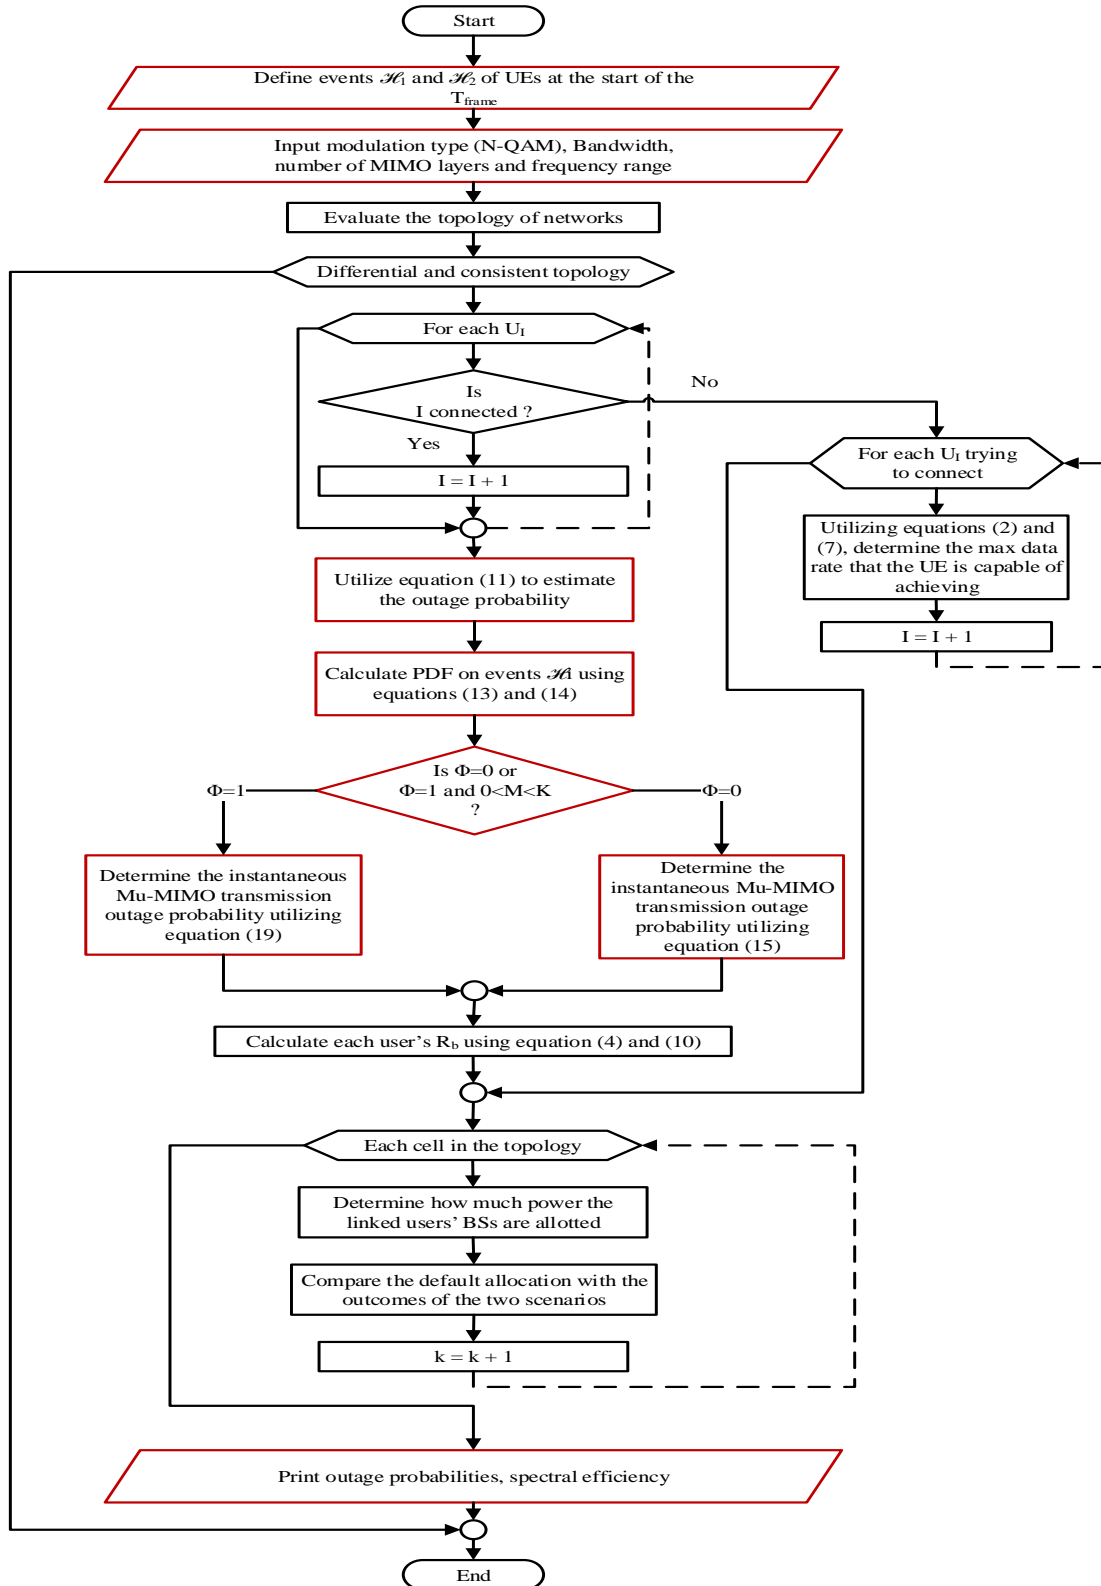 Start
Define events ℋ1 and ℋ2 of UEs at the start of the
Tframe
Input modulation type (N-QAM), Bandwidth,
number of MIMO layers and frequency range
Evaluate the topology of networks
Differential and consistent topology
For each UI
Is
I connected ?
No
Yes
I = I + 1
For each UI trying
to connect
Utilizing equations (2) and
(7), determine the max data
rate that the UE is capable of
achieving
I = I + 1
Utilize equation (11) to estimate
the outage probability
Calculate PDF on events ℋ1 using
equations (13) and (14)
Is Φ=0 or
Φ=1 and 0<M<K
?
Φ=1
Φ=0
Determine the instantaneous
Mu-MIMO transmission
outage probability utilizing
equation (19)
Determine the
instantaneous Mu-MIMO
transmission outage
probability utilizing
equation (15)
Calculate each user's Rb using equation (4) and (10)
Each cell in the topology
Determine how much power the
linked users' BSs are allotted
Compare the default allocation with the
outcomes of the two scenarios
k = k + 1
Print outage probabilities, spectral efficiency
End